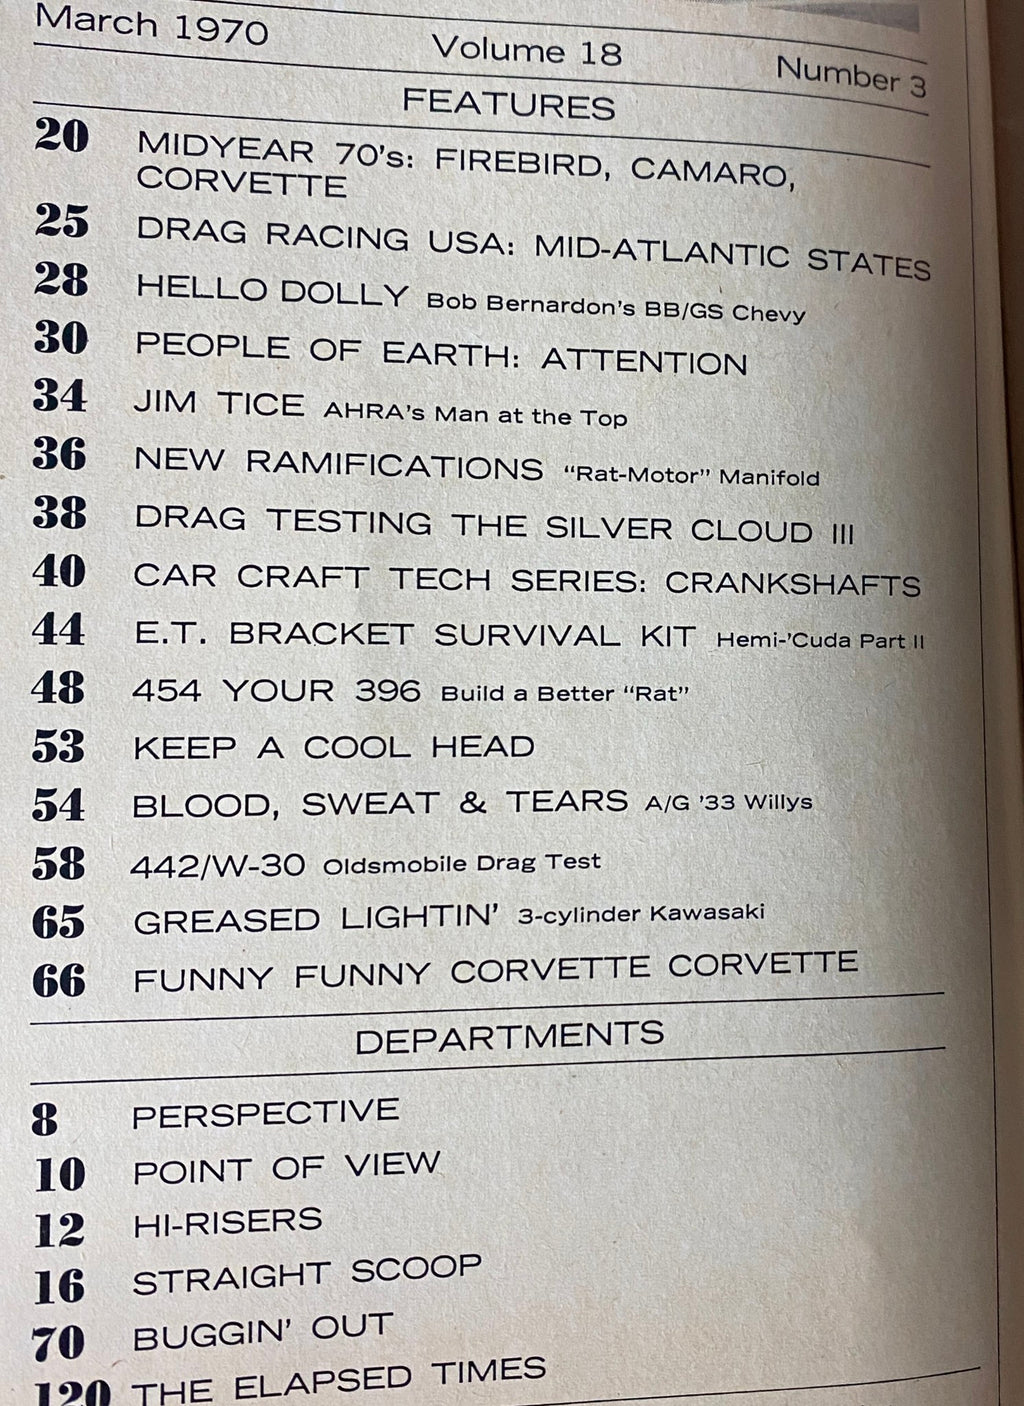 March 1970 Volume 18 Number 3
FEATURES
20 MIDYEAR 70's: FIREBIRD, CAMARO,
CORVETTE
25 DRAG RACING USA: MID-ATLANTIC STATES
28 HELLO DOLLY Bob Bernardon's BB/GS Chevy
30 PEOPLE OF EARTH: ATTENTION
34 JIM TICE AHRA's Man at the Top
36 NEW RAMIFICATIONS “Rat-Motor” Manifold
38 DRAG TESTING THE SILVER CLOUD III
40 CAR CRAFT TECH SERIES: CRANKSHAFTS
44 E.T. BRACKET SURVIVAL KIT Hemi-'Cuda Part II
48 454 YOUR 396 Build a Better “Rat”
53 KEEP A COOL HEAD
54 BLOOD, SWEAT & TEARS A/G '33 Willys
58 442/W-30 Oldsmobile Drag Test
65 GREASED LIGHTIN' 3-cylinder Kawasaki
66 FUNNY FUNNY CORVETTE CORVETTE
DEPARTMENTS
8 PERSPECTIVE
10 POINT OF VIEW
12 HI-RISERS
16 STRAIGHT SCOOP
70 BUGGIN' OUT
120 THE ELAPSED TIMES